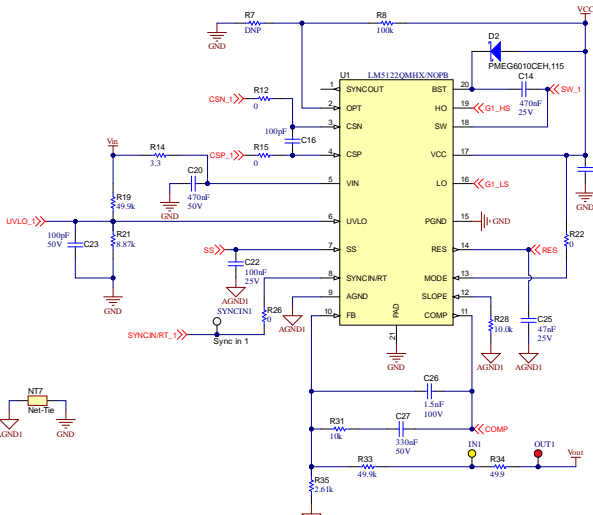 R7
DNP
GND
R8
100k
VCC
D2
PMEG6010CEH,115
U1
LM5122QMHX/NOPB
C14
470nF
25V
SW_1
CSN_1
R12
0
100pF
C16
CSP_1
R15
0
1
SYNCOUT
2
OPT
3
CSN
4
CSP
5
VIN
6
UVLO
7
SS
8
SYNCIN/RT
9
AGND
10
FB
BST
20
HO
19
G1_HS
SW
18
VCC
17
LO
16
G1_LS
PGND
15
GND
RES
14
RES
MODE
13
SLOPE
12
COMP
11
PAD
21
GND
GND
R22
0
Vin
R14
3.3
C20
470nF
50V
GND
R19
49.9k
UVLO_1
100pF
50V
C23
R21
8.87k
GND
SS
C22
100nF
25V
AGND1
R26
0
SYNCIN1
Sync in 1
SYNCIN/RT_1
AGND1
R28
10.0k
AGND1
C25
47nF
25V
AGND1
C26
1.5nF
100V
R31
10k
C27
330nF
50V
COMP
NT7
Net-Tie
AGND1
GND
IN1
OUT1
Vout
R33
49.9k
R34
49.9
R35
2.61k